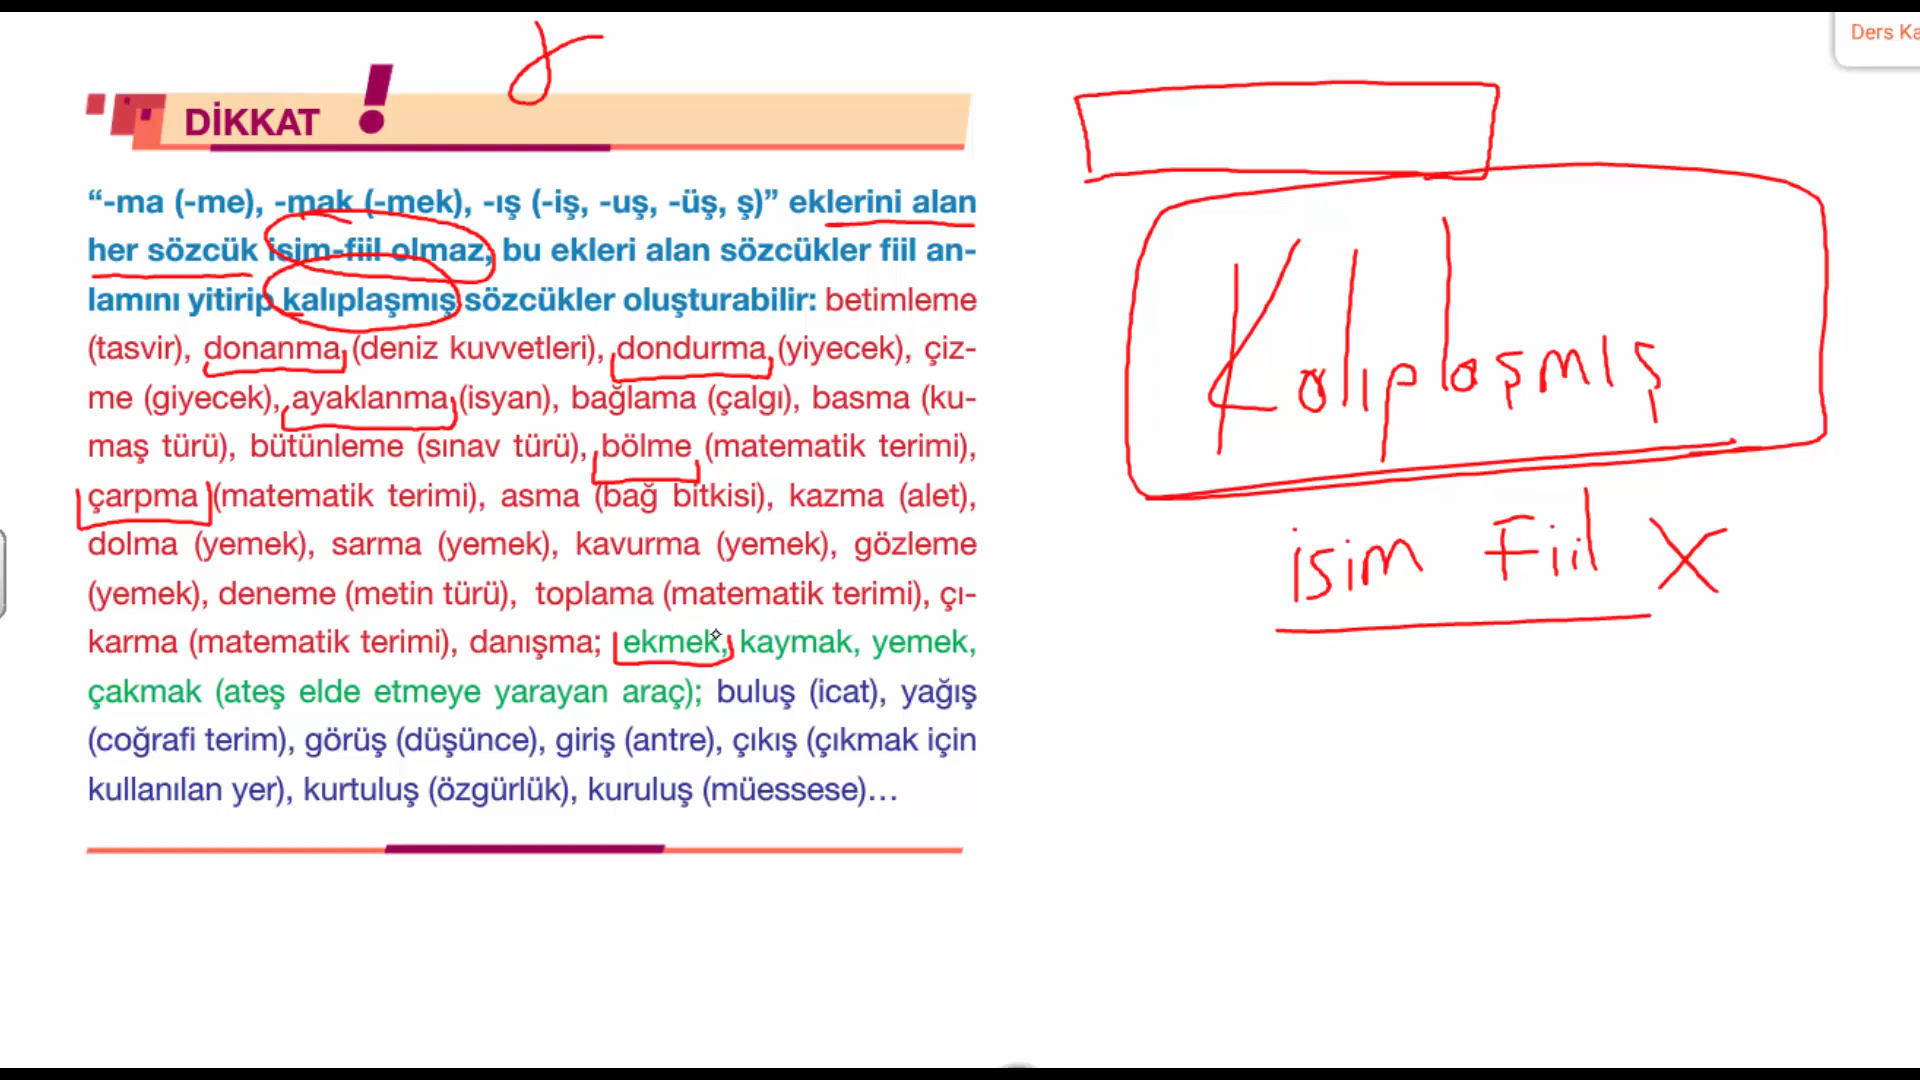 Ders Ka
DİKKAT !
“-ma (-me), -mak (-mek), -ış (-iş, -uş, -üş, ş)” eklerini alan
her sözcük isim-fiil olmaz, bu ekleri alan sözcükler fiil an-
lamını yitirip kalıplaşmış sözcükler oluşturabilir: betimleme
(tasvir), donanma (deniz kuvvetleri), dondurma (yiyecek), çiz-
me (giyecek), ayaklanma (isyan), bağlama (çalgı), basma (ku-
maş türü), bütünleme (sınav türü), bölme (matematik terimi),
çarpma (matematik terimi), asma (bağ bitkisi), kazma (alet),
dolma (yemek), sarma (yemek), kavurma (yemek), gözleme
(yemek), deneme (metin türü), toplama (matematik terimi), çı-
karma (matematik terimi), danışma; ekmek, kaymak, yemek,
çakmak (ateş elde etmeye yarayan araç); buluş (icat), yağış
(coğrafi terim), görüş (düşünce), giriş (antre), çıkış (çıkmak için
kullanılan yer), kurtuluş (özgürlük), kuruluş (müessese)…
Kalıplaşmış
isim Fiil X